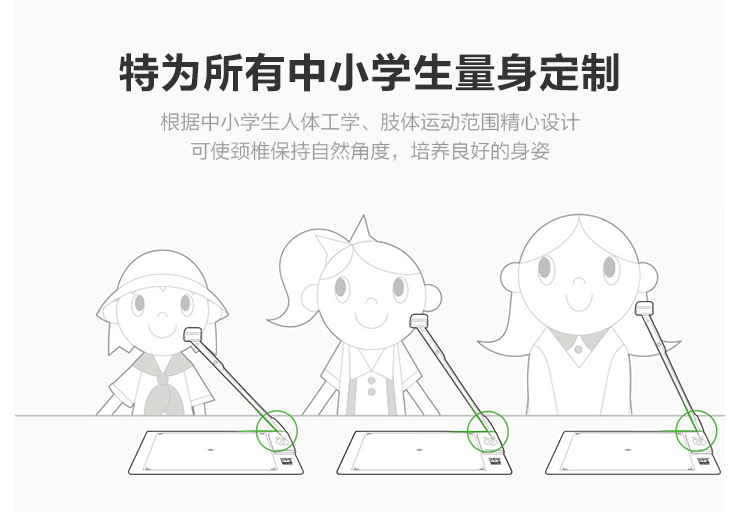 特为所有中小学生量身定制
根据中小学生人体工学、肢体运动范围精心设计
可使颈椎保持自然角度，培养良好的身姿